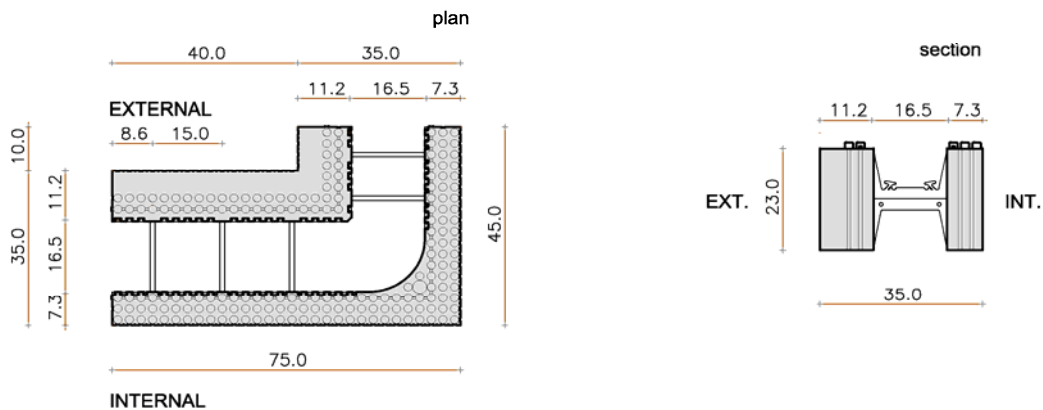 plan
40.0 35.0
11.2 16.5 7.3
EXTERNAL
8.6 15.0
10.0
35.0
11.2
16.5
7.3
45.0
75.0
INTERNAL
section
11.2 16.5 7.3
EXT.
23.0
INT.
35.0